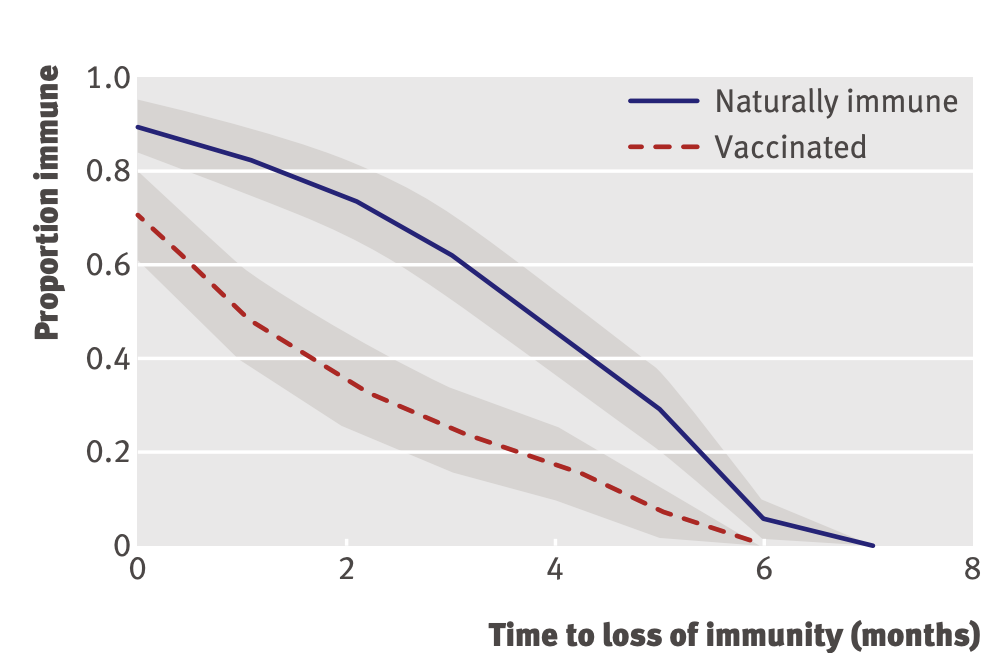 Proportion immune
1.0
0.8
0.6
0.4
0.2
0
Naturally immune
Vaccinated
0 2 4 6 8
Time to loss of immunity (months)